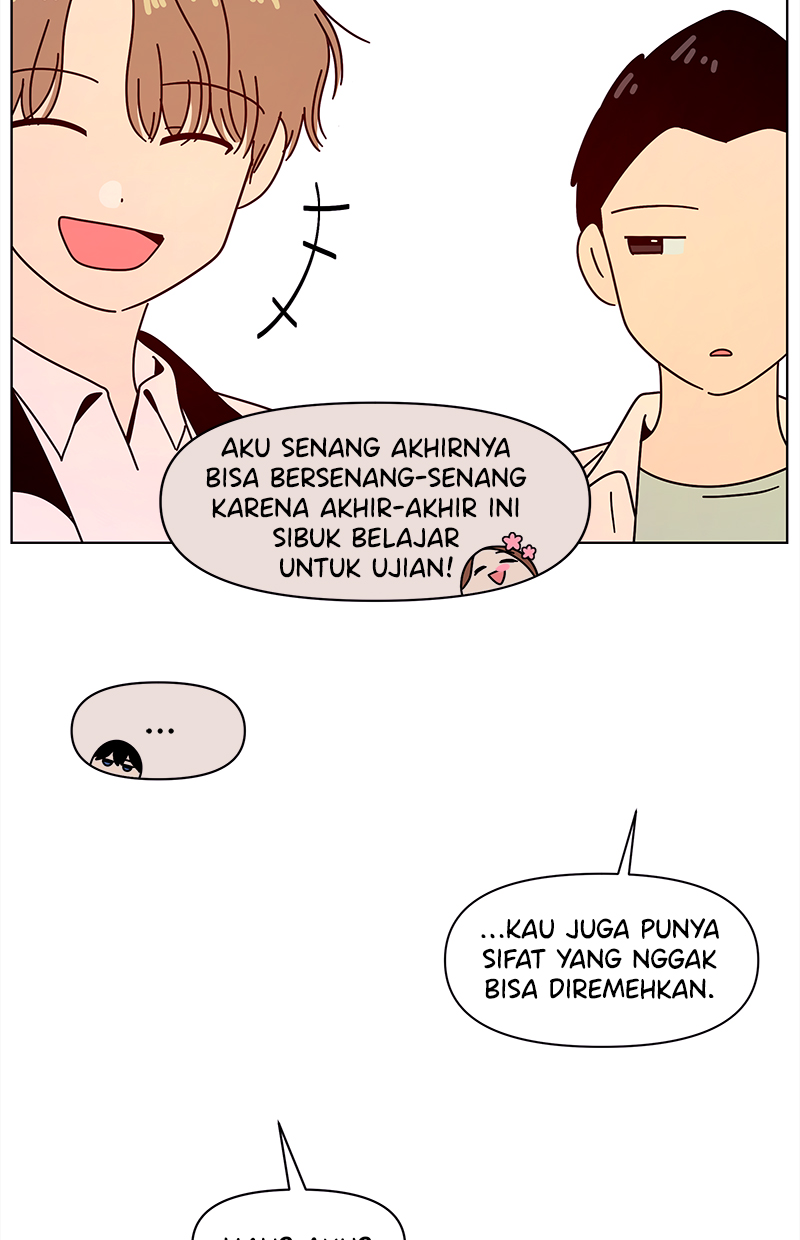 AKU SENANG AKHIRNYA
BISA BERSENANG-SENANG
KARENA AKHIR-AKHIR INI
SIBUK BELAJAR
UNTUK UJIAN!
...
...KAU JUGA PUNYA
SIFAT YANG NGGAK
BISA DIREMEHKAN.